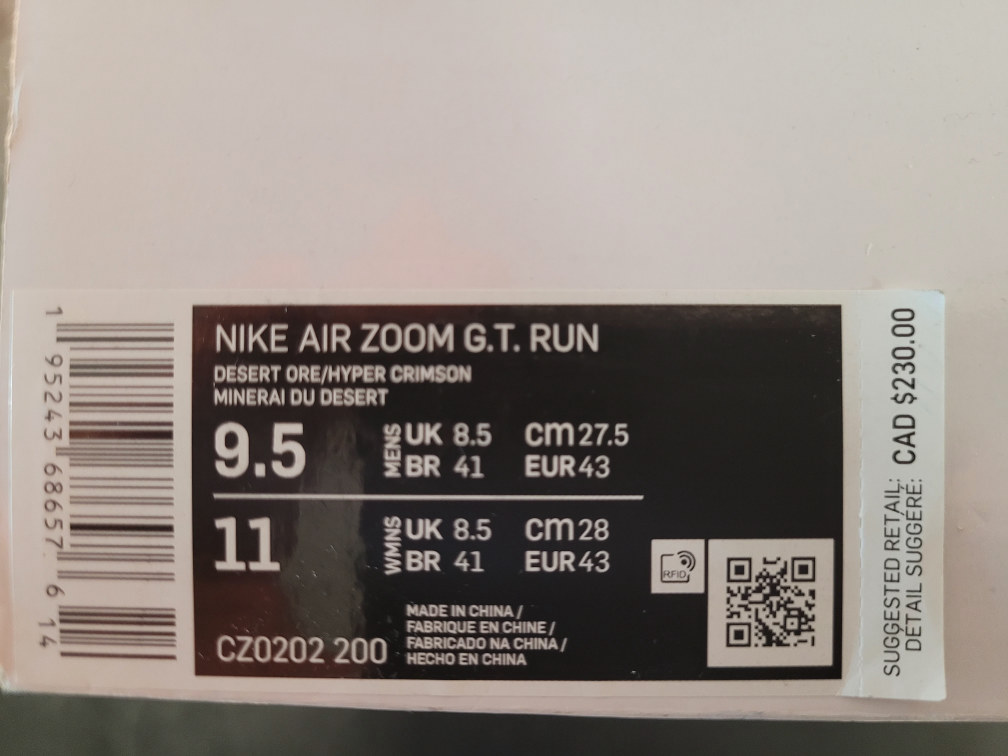 1 95243 68657 6 14
NIKE AIR ZOOM G.T. RUN
DESERT ORE/HYPER CRIMSON
MINERAI DU DESERT
9.5 MENS UK 8.5 cm 27.5
BR 41 EUR 43
11 WMNS UK 8.5 cm 28
BR 41 EUR 43
CZ0202 200
MADE IN CHINA /
FABRIQUE EN CHINE /
FABRICADO NA CHINA /
HECHO EN CHINA
RFID
SUGGESTED RETAIL: CAD $230.00
DETAIL SUGGÉRÉ: